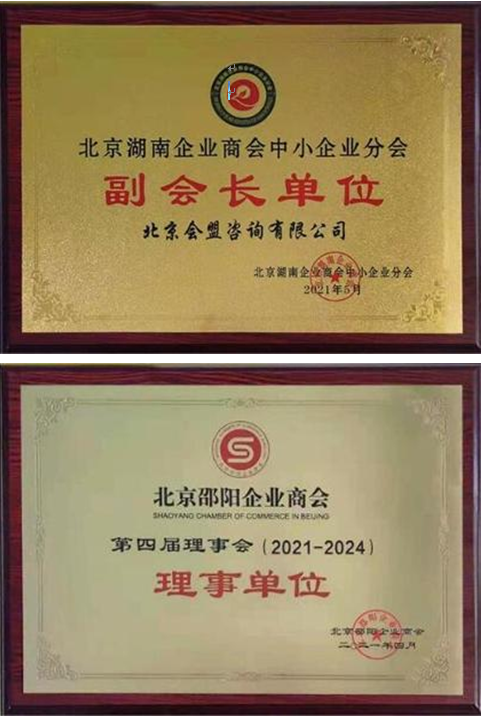 北京湖南企业商会中小企业分会
副会长单位
北京会盟咨询有限公司
北京湖南企业商会中小企业分会
2021年5月
北京邵阳企业商会
SHAOYANG CHAMBER OF COMMERCE IN BEIJING
第四届理事会(2021-2024)
理事单位
北京邵阳企业商会
二〇二一年四月